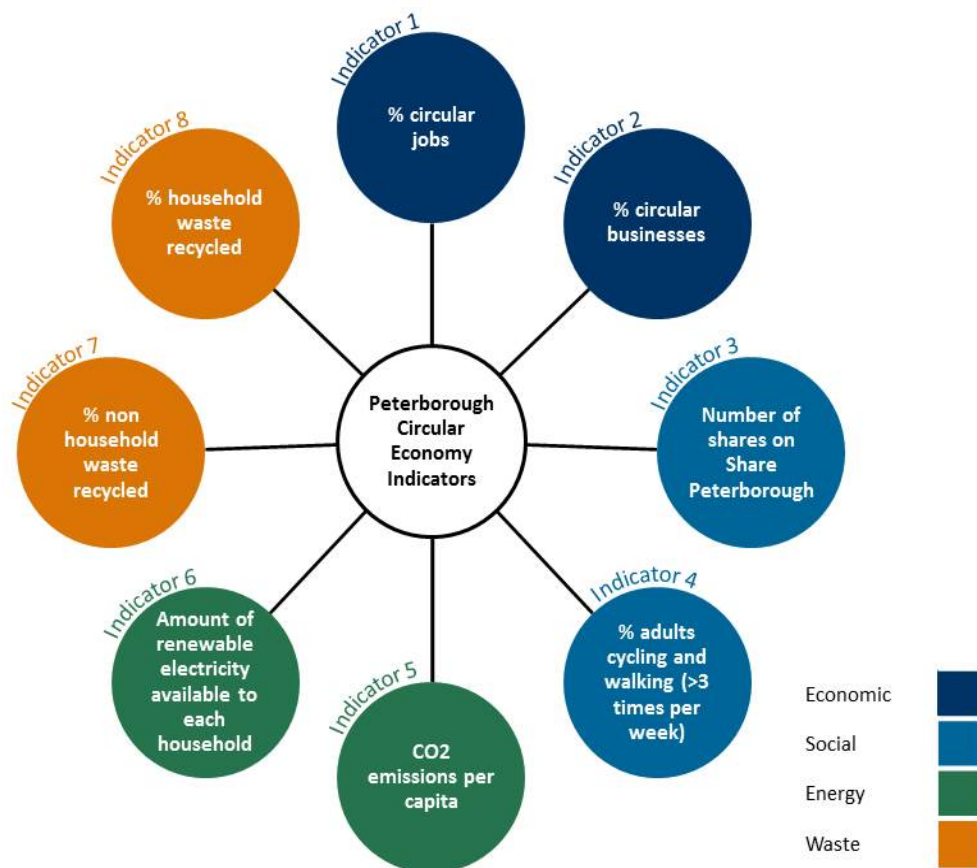 Indicator 1
% circular
jobs
Indicator 2
% circular
businesses
Indicator 3
Number of
shares on
Share
Peterborough
Indicator 4
% adults
cycling and
walking (>3
times per
week)
Indicator 5
CO2
emissions per
capita
Indicator 6
Amount of
renewable
electricity
available to
each
household
Indicator 7
% non
household
waste
recycled
Indicator 8
% household
waste
recycled
Peterborough
Circular
Economy
Indicators
Economic
Social
Energy
Waste